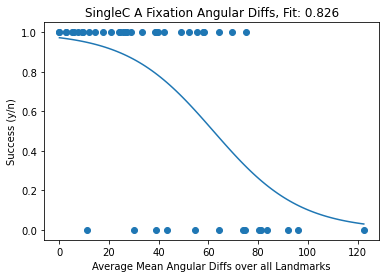 SingleC A Fixation Angular Diffs, Fit: 0.826
1.0
0.8
0.6
0.4
0.2
0.0
Success (y/n)
0 20 40 60 80 100 120
Average Mean Angular Diffs over all Landmarks